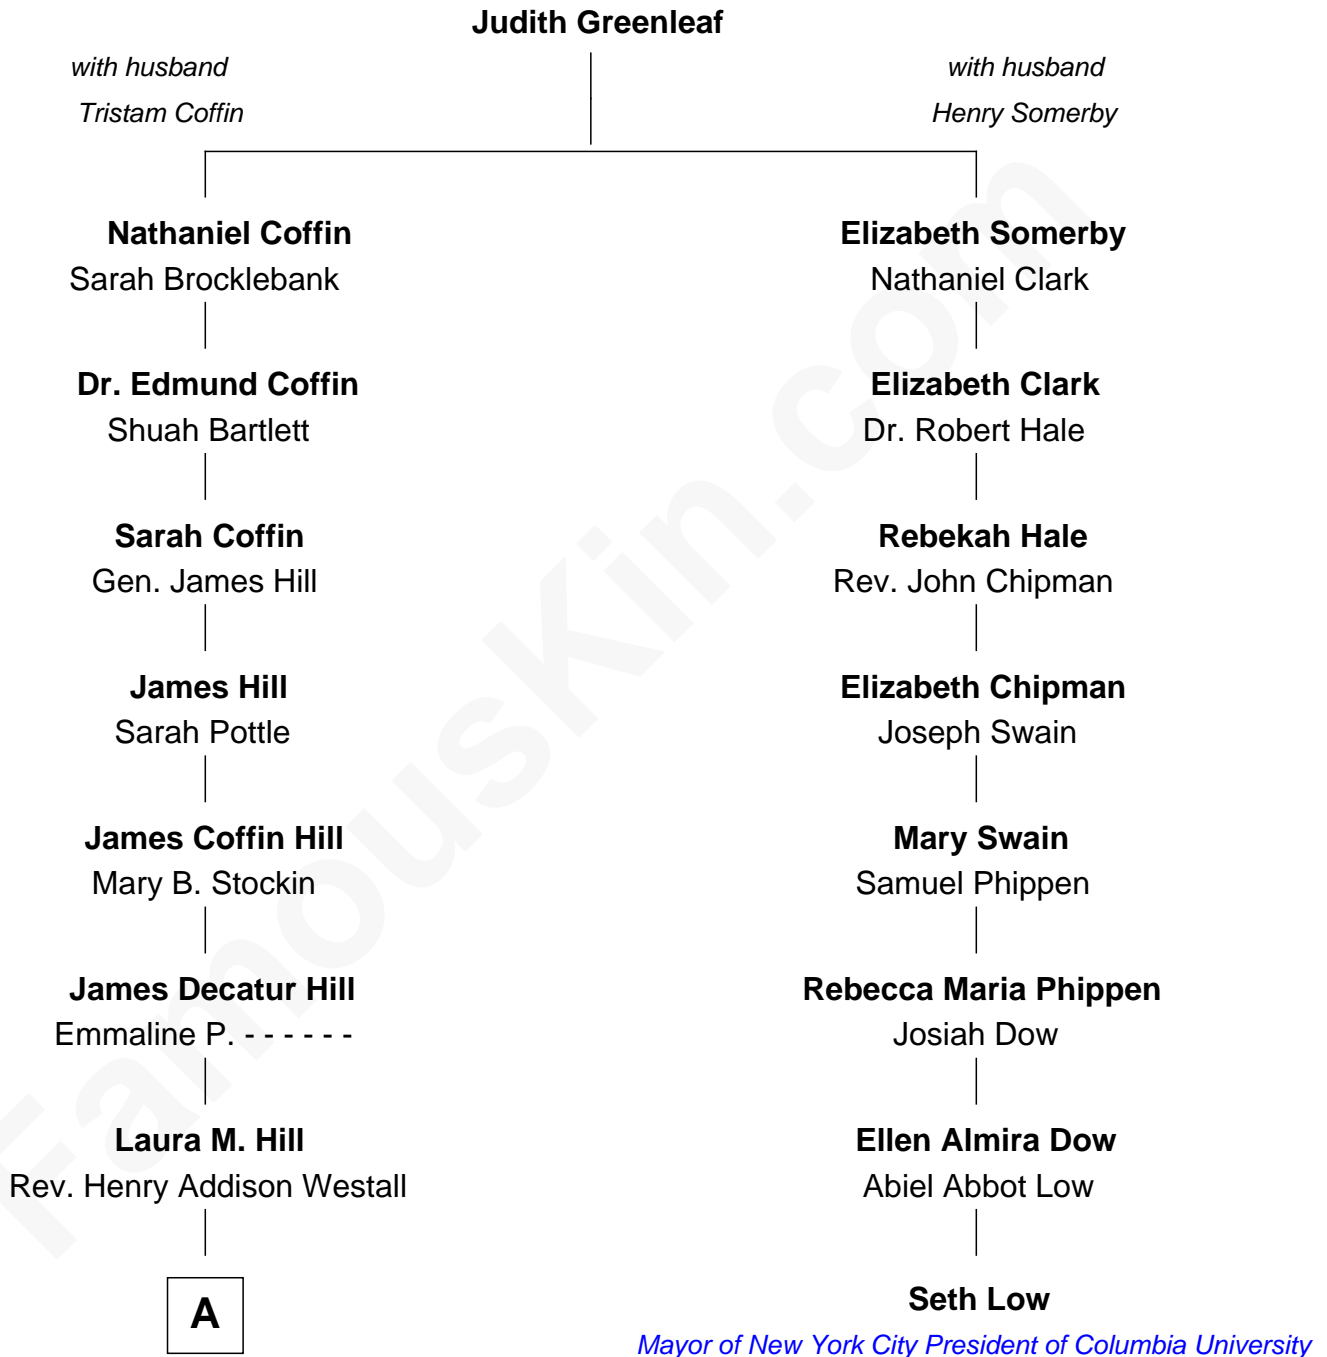 Judith Greenleaf
with husband
Tristam Coffin
with husband
Henry Somerby
Nathaniel Coffin
Sarah Brocklebank
Elizabeth Somerby
Nathaniel Clark
Dr. Edmund Coffin
Shuah Bartlett
Elizabeth Clark
Dr. Robert Hale
Sarah Coffin
Gen. James Hill
Rebekah Hale
Rev. John Chipman
James Hill
Sarah Pottle
Elizabeth Chipman
Joseph Swain
James Coffin Hill
Mary B. Stockin
Mary Swain
Samuel Phippen
James Decatur Hill
Emmaline P. - - - - - -
Rebecca Maria Phippen
Josiah Dow
Laura M. Hill
Rev. Henry Addison Westall
Ellen Almira Dow
Abiel Abbot Low
A
Seth Low
Mayor of New York City President of Columbia University
FamousKin.com